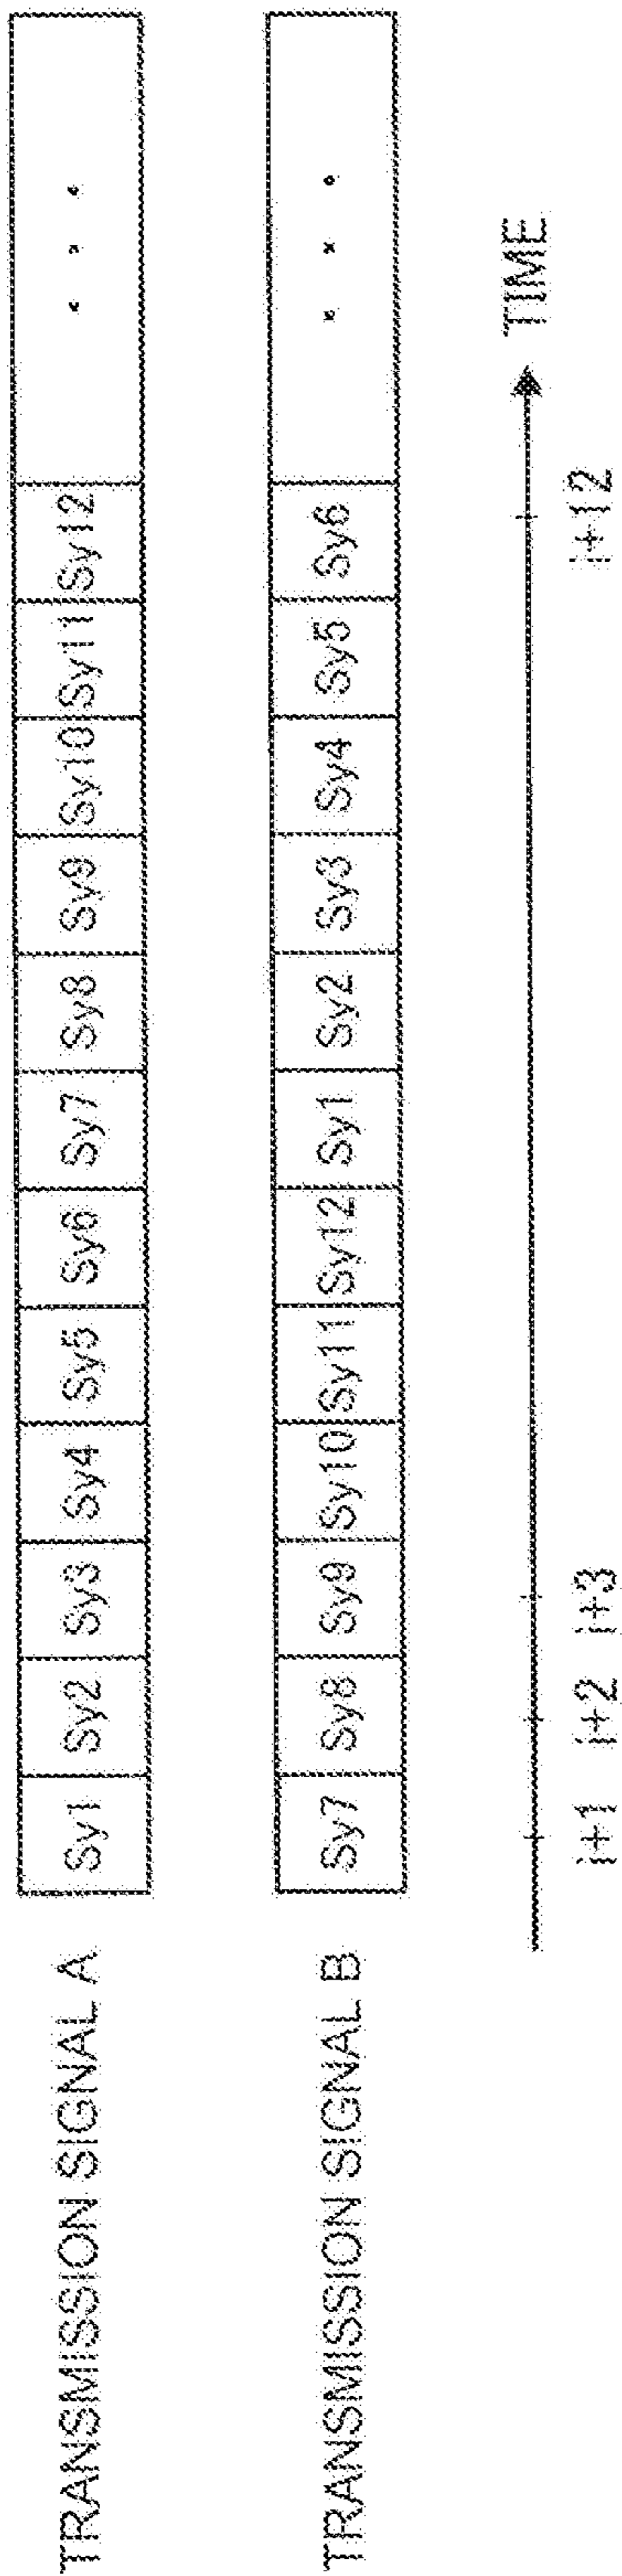 TRANSMISSION SIGNAL A Sy1 Sy2 Sy3 Sy4 Sy5 Sy6 Sy7 Sy8 Sy9 Sy10 Sy11 Sy12 . . .
TRANSMISSION SIGNAL B Sy7 Sy8 Sy9 Sy10 Sy11 Sy12 Sy1 Sy2 Sy3 Sy4 Sy5 Sy6 . . .
TIME
i+1 i+2 i+3 i+12